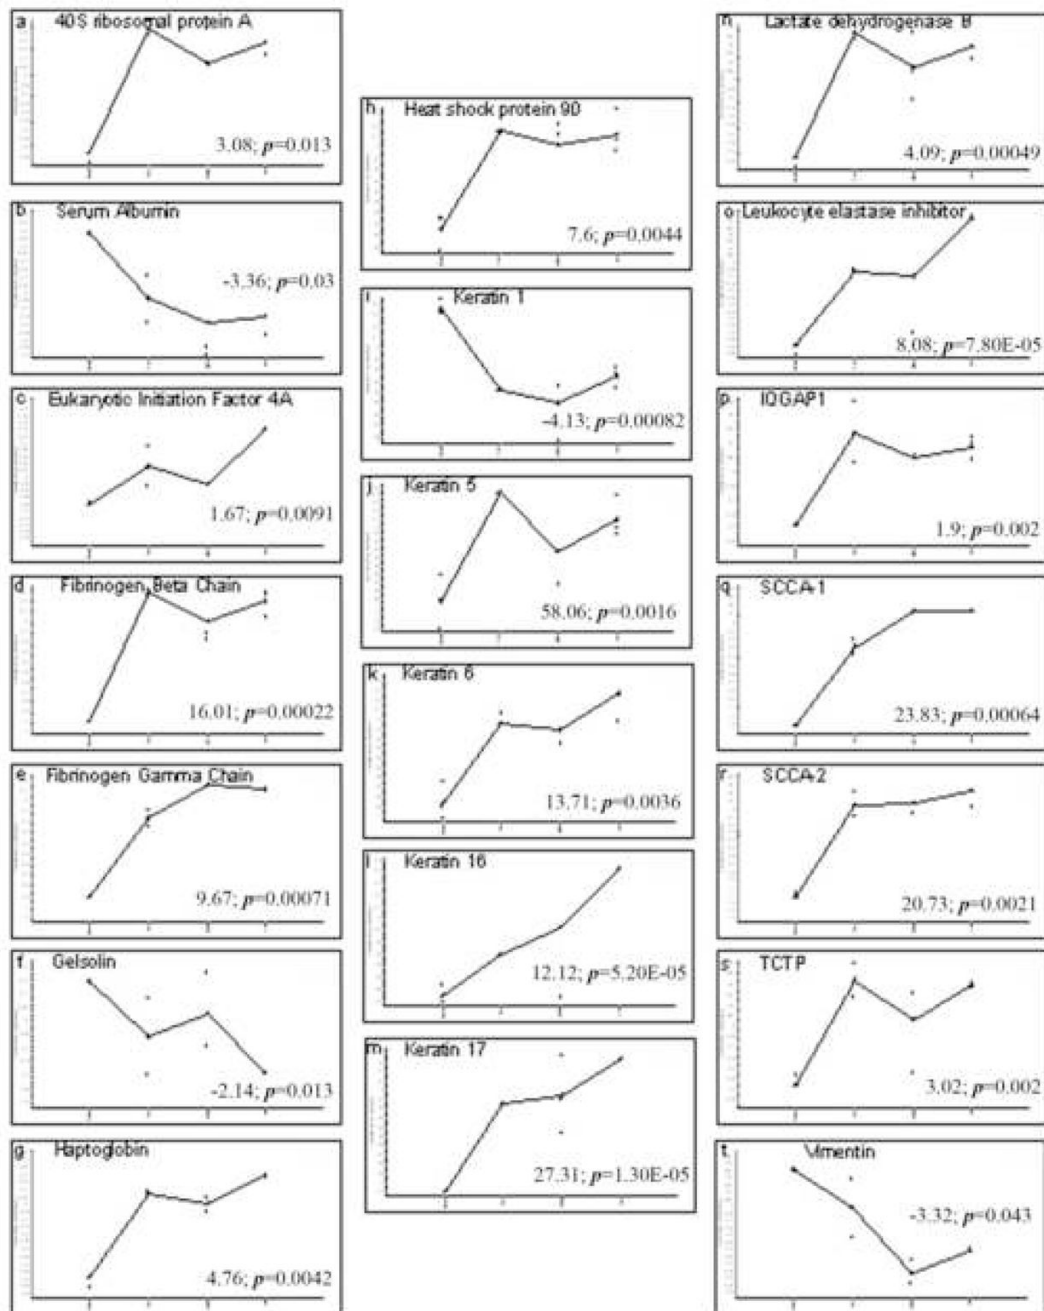 a 40S ribosomal protein A
3.08; p=0.013
b Serum Albumin
-3.36; p=0.03
c Eukaryotic Initiation Factor 4A
1.67; p=0.0091
d Fibrinogen Beta Chain
16.01; p=0.00022
e Fibrinogen Gamma Chain
9.67; p=0.00071
f Gelsolin
-2.14; p=0.013
g Haptoglobin
4.76; p=0.0042
h Heat shock protein 90
7.6; p=0.0044
i Keratin 1
-4.13; p=0.00082
j Keratin 5
58.06; p=0.0016
k Keratin 6
13.71; p=0.0036
l Keratin 16
12.12; p=5.20E-05
m Keratin 17
27.31; p=1.30E-05
n Lactate dehydrogenase B
4.09; p=0.00049
o Leukocyte elastase inhibitor
8.08; p=7.80E-05
p IQGAP1
1.9; p=0.002
q SCCA-1
23.83; p=0.00064
r SCCA-2
20.73; p=0.0021
s TCTP
3.02; p=0.002
t Vimentin
-3.32; p=0.043